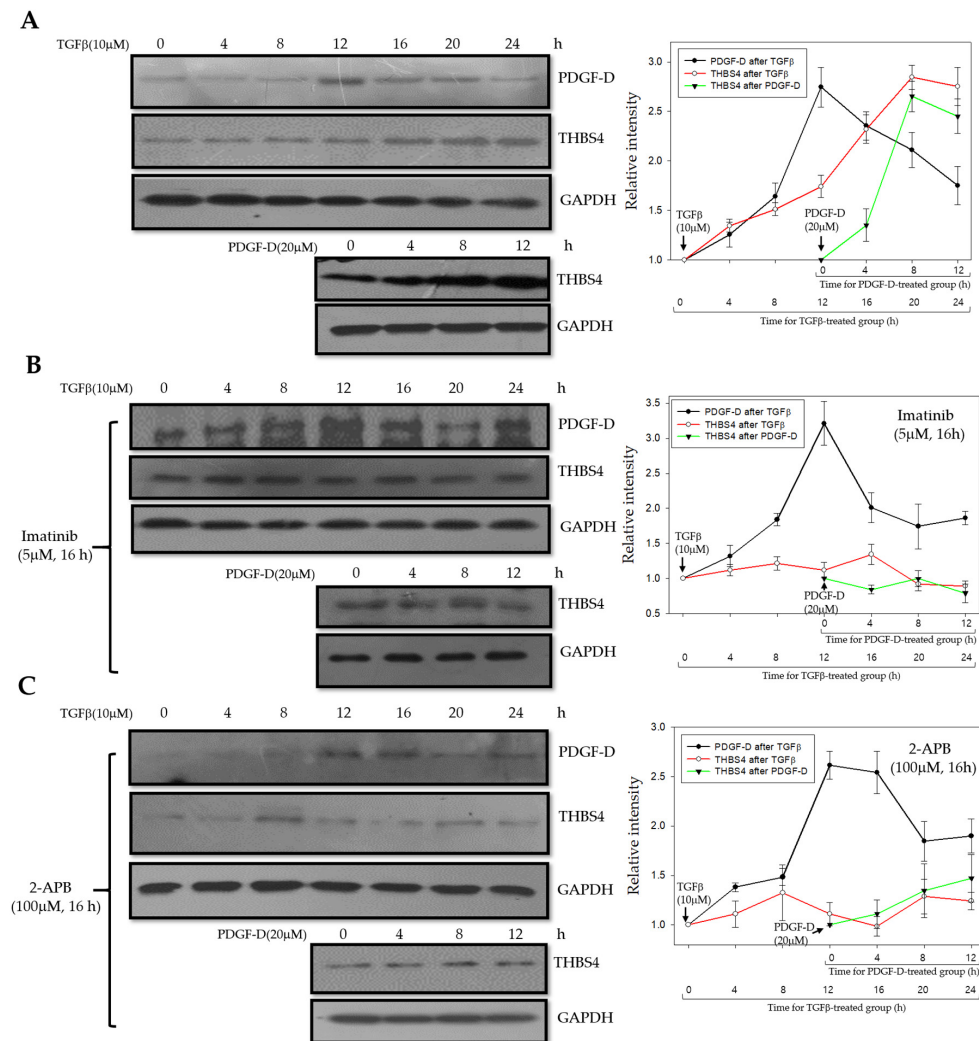 A
TGFβ(10μM) 0 4 8 12 16 20 24 h
PDGF-D
THBS4
GAPDH
PDGF-D(20μM) 0 4 8 12 h
THBS4
GAPDH
Relative intensity
3.0
2.5
2.0
1.5
1.0
PDGF-D after TGFβ
THBS4 after TGFβ
THBS4 after PDGF-D
TGFβ
(10μM)
PDGF-D
(20μM)
0 4 8 12
Time for PDGF-D-treated group (h)
0 4 8 12 16 20 24
Time for TGFβ-treated group (h)
B
TGFβ(10μM) 0 4 8 12 16 20 24 h
PDGF-D
THBS4
GAPDH
Imatinib
(5μM, 16 h)
PDGF-D(20μM) 0 4 8 12 h
THBS4
GAPDH
Relative intensity
3.5
3.0
2.5
2.0
1.5
1.0
0.5
PDGF-D after TGFβ
THBS4 after TGFβ
THBS4 after PDGF-D
Imatinib
(5μM, 16h)
TGFβ
(10μM)
PDGF-D
(20μM)
0 4 8 12
Time for PDGF-D-treated group (h)
0 4 8 12 16 20 24
Time for TGFβ-treated group (h)
C
TGFβ(10μM) 0 4 8 12 16 20 24 h
PDGF-D
THBS4
GAPDH
2-APB
(100μM, 16 h)
PDGF-D(20μM) 0 4 8 12 h
THBS4
GAPDH
Relative intensity
3.0
2.5
2.0
1.5
1.0
PDGF-D after TGFβ
THBS4 after TGFβ
THBS4 after PDGF-D
2-APB
(100μM, 16h)
TGFβ
(10μM)
PDGF-D
(20μM)
0 4 8 12
Time for PDGF-D-treated group (h)
0 4 8 12 16 20 24
Time for TGFβ-treated group (h)